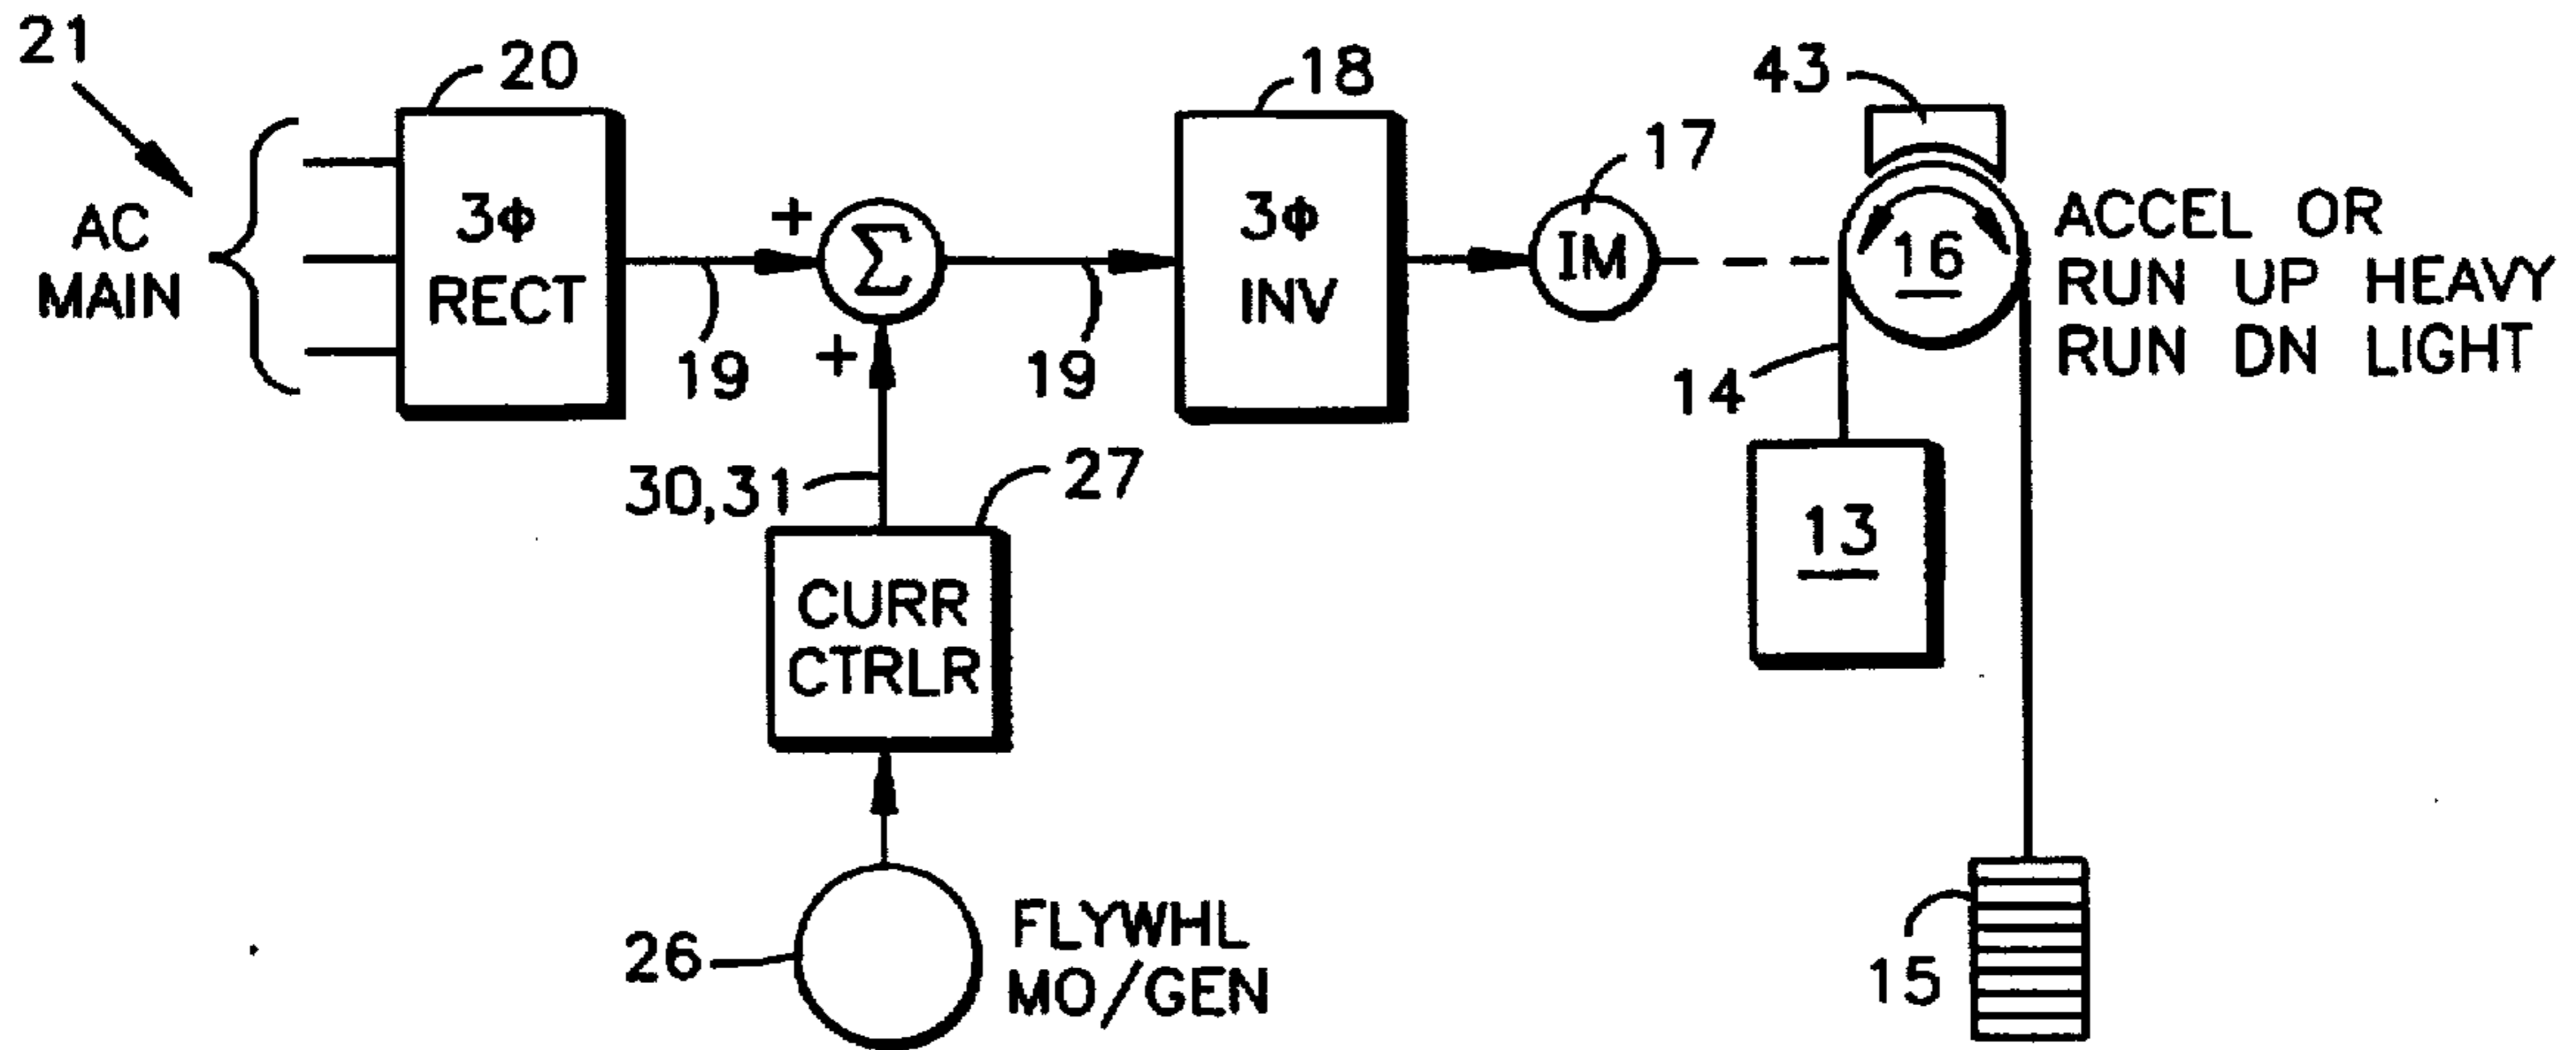 21
20
18
43
17
AC
MAIN
3Φ
RECT
+
Σ
+
19
19
3Φ
INV
IM
16
ACCEL OR
RUN UP HEAVY
RUN DN LIGHT
14
13
30,31
27
CURR
CTRLR
26
FLYWHL
MO/GEN
15